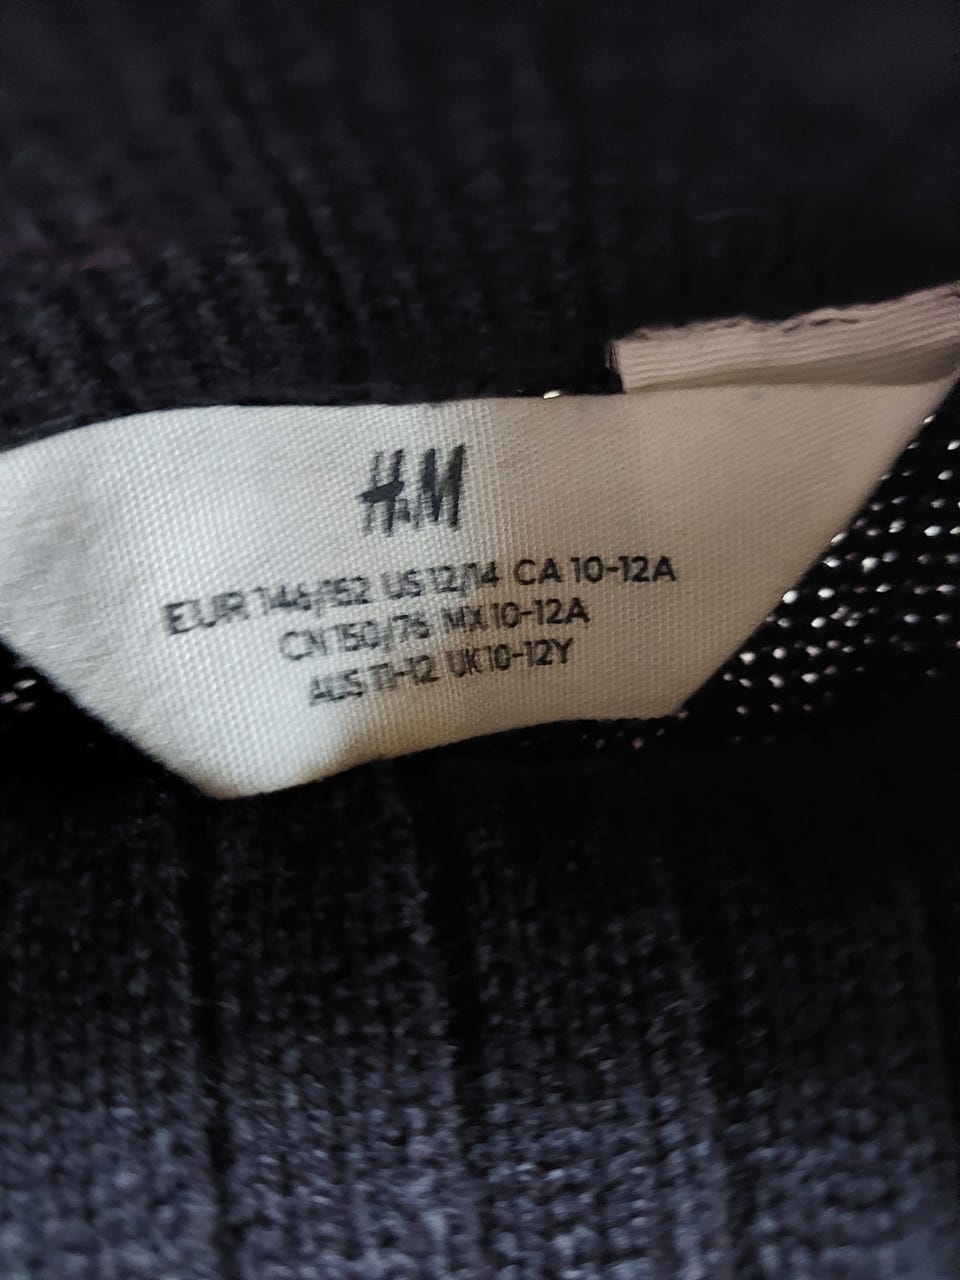 H&M
EUR 146/152 US 12/14 CA 10-12A
CN 150/76 MX 10-12A
AUS 11-12 UK 10-12Y